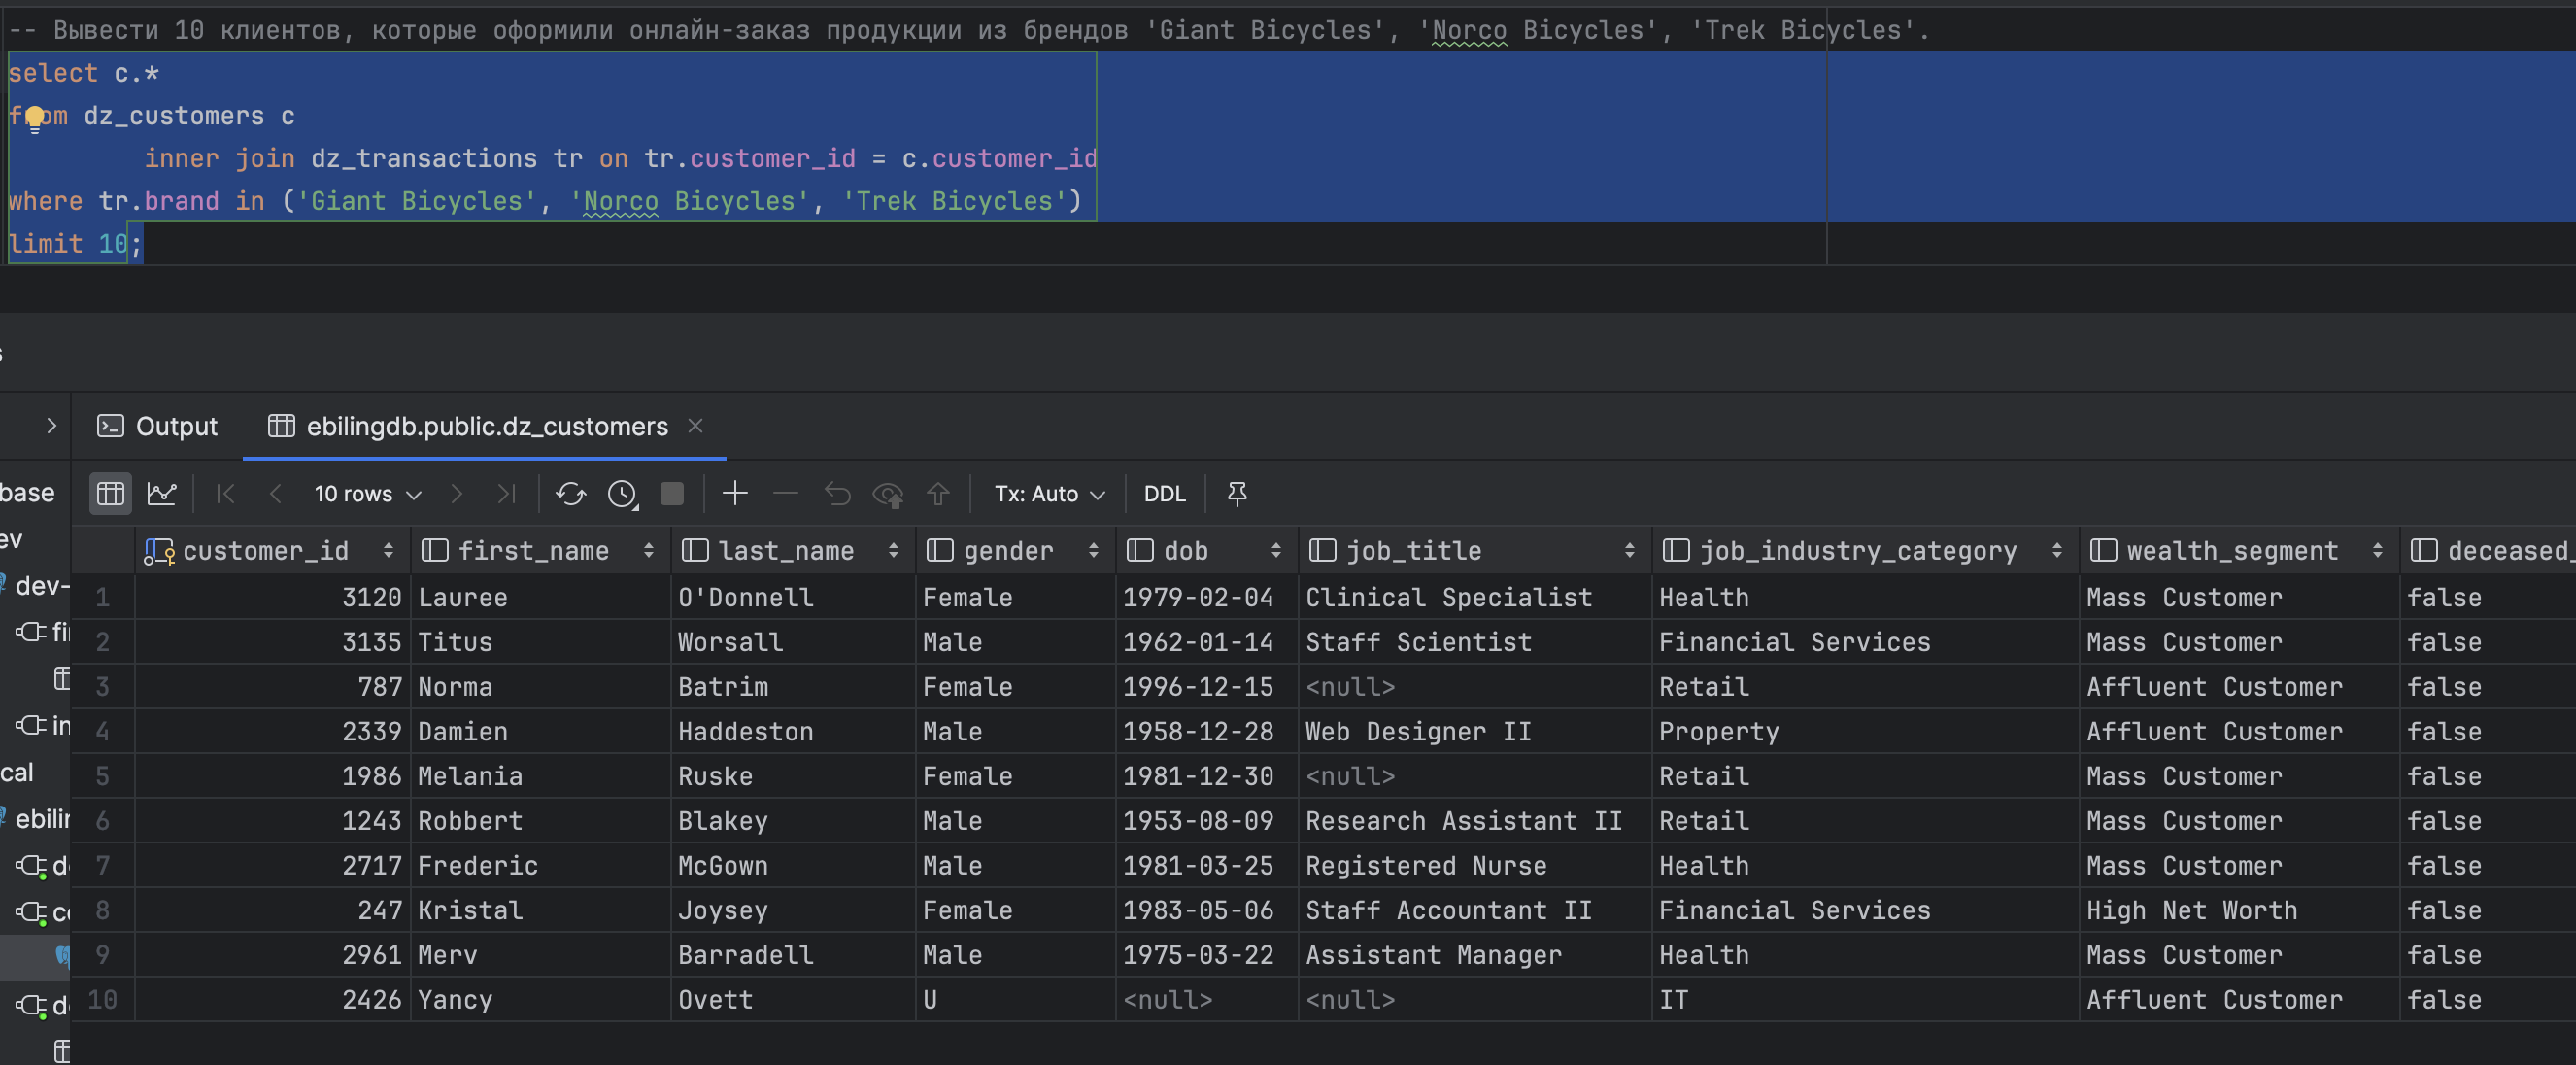 -- Вывести 10 клиентов, которые оформили онлайн-заказ продукции из брендов 'Giant Bicycles', 'Norco Bicycles', 'Trek Bicycles'.
select c.*
from dz_customers c
inner join dz_transactions tr on tr.customer_id = c.customer_id
where tr.brand in ('Giant Bicycles', 'Norco Bicycles', 'Trek Bicycles')
limit 10;
Output ebilingdb.public.dz_customers
10 rows Tx: Auto DDL
customer_id first_name last_name gender dob job_title job_industry_category wealth_segment deceased_
1 3120 Lauree O'Donnell Female 1979-02-04 Clinical Specialist Health Mass Customer false
2 3135 Titus Worsall Male 1962-01-14 Staff Scientist Financial Services Mass Customer false
3 787 Norma Batrim Female 1996-12-15 <null> Retail Affluent Customer false
4 2339 Damien Haddeston Male 1958-12-28 Web Designer II Property Affluent Customer false
5 1986 Melania Ruske Female 1981-12-30 <null> Retail Mass Customer false
6 1243 Robbert Blakey Male 1953-08-09 Research Assistant II Retail Mass Customer false
7 2717 Frederic McGown Male 1981-03-25 Registered Nurse Health Mass Customer false
8 247 Kristal Joysey Female 1983-05-06 Staff Accountant II Financial Services High Net Worth false
9 2961 Merv Barradell Male 1975-03-22 Assistant Manager Health Mass Customer false
10 2426 Yancy Ovett U <null> <null> IT Affluent Customer false
base
ev
dev-
fi
in
cal
ebilin